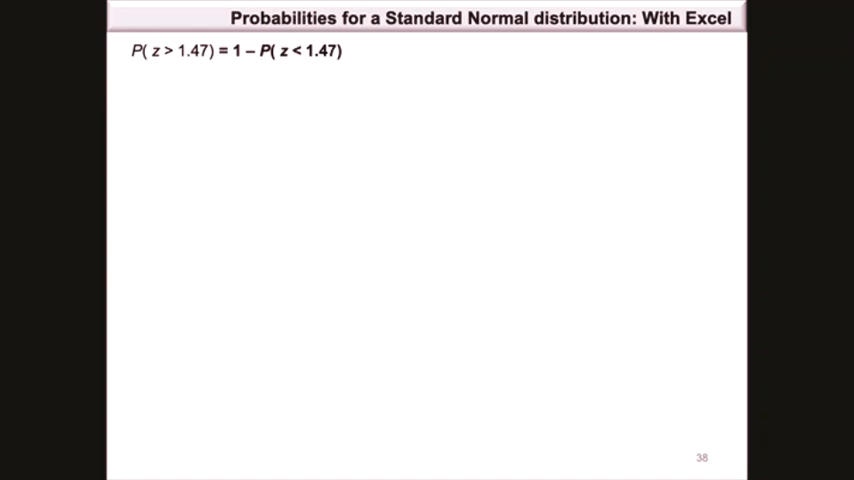 Probabilities for a Standard Normal distribution: With Excel
P( z > 1.47) = 1 – P( z < 1.47)
38